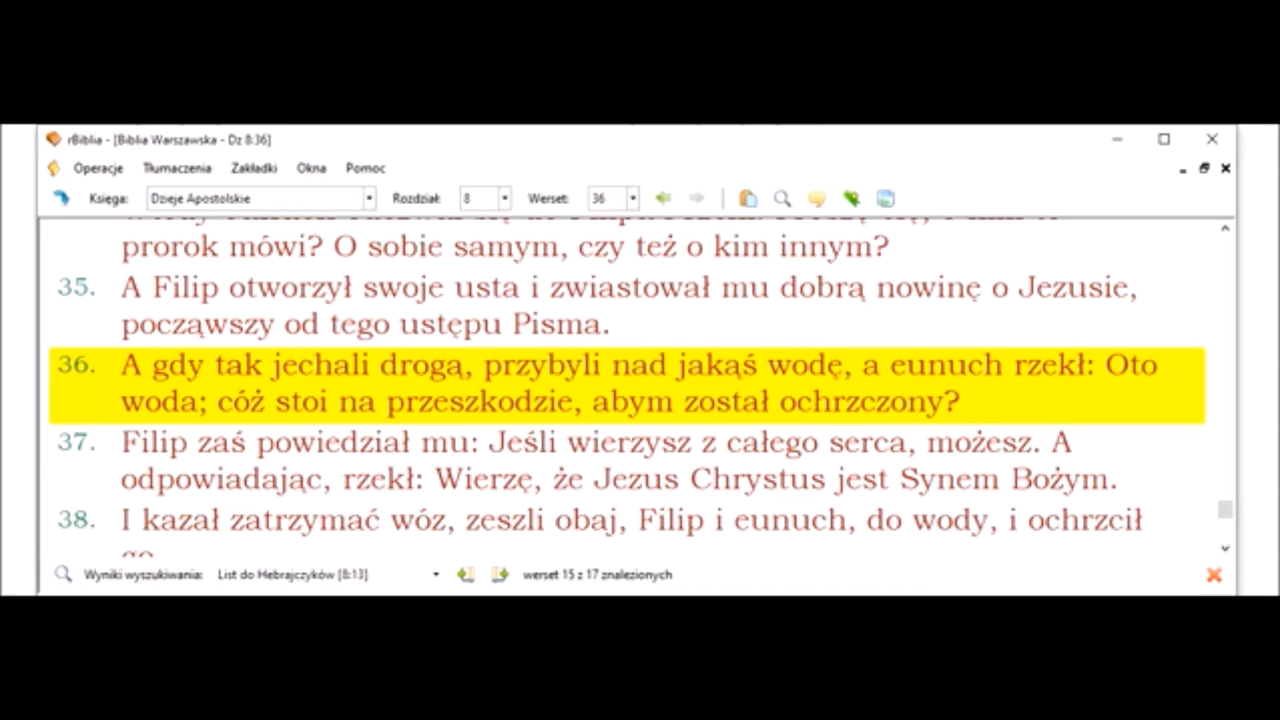 rBiblia - [Biblia Warszawska - Dz 8:36]
Operacje Tłumaczenia Zakładki Okna Pomoc
Księga: Dzieje Apostolskie Rozdział: 8 Werset: 36
prorok mówi? O sobie samym, czy też o kim innym?
35. A Filip otworzył swoje usta i zwiastował mu dobrą nowinę o Jezusie,
począwszy od tego ustępu Pisma.
36. A gdy tak jechali drogą, przybyli nad jakąś wodę, a eunuch rzekł: Oto
woda; cóż stoi na przeszkodzie, abym został ochrzczony?
37. Filip zaś powiedział mu: Jeśli wierzysz z całego serca, możesz. A
odpowiadając, rzekł: Wierzę, że Jezus Chrystus jest Synem Bożym.
38. I kazał zatrzymać wóz, zeszli obaj, Filip i eunuch, do wody, i ochrzcił
Wyniki wyszukiwania: List do Hebrajczyków [8:13] werset 15 z 17 znalezionych